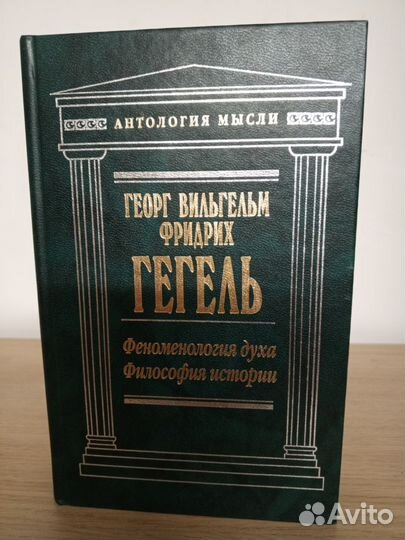 АНТОЛОГИЯ МЫСЛИ
ГЕОРГ ВИЛЬГЕЛЬМ
ФРИДРИХ
ГЕГЕЛЬ
Феноменология духа
Философия истории
Avito